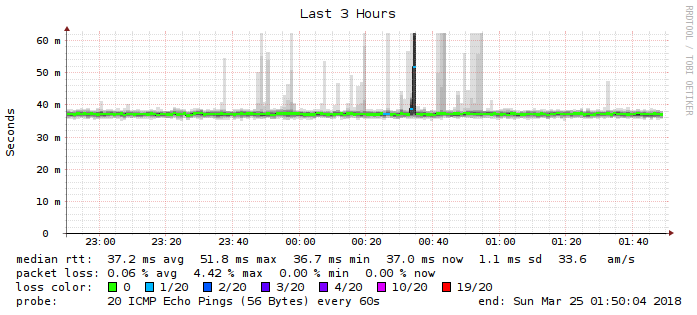 Last 3 Hours
RRDTOOL / TOBI OETIKER
Seconds
60 m
50 m
40 m
30 m
20 m
10 m
0
23:00 23:20 23:40 00:00 00:20 00:40 01:00 01:20 01:40
median rtt: 37.2 ms avg 51.8 ms max 36.7 ms min 37.0 ms now 1.1 ms sd 33.6 am/s
packet loss: 0.06 % avg 4.42 % max 0.00 % min 0.00 % now
loss color: 0 1/20 2/20 3/20 4/20 10/20 19/20
probe: 20 ICMP Echo Pings (56 Bytes) every 60s end: Sun Mar 25 01:50:04 2018